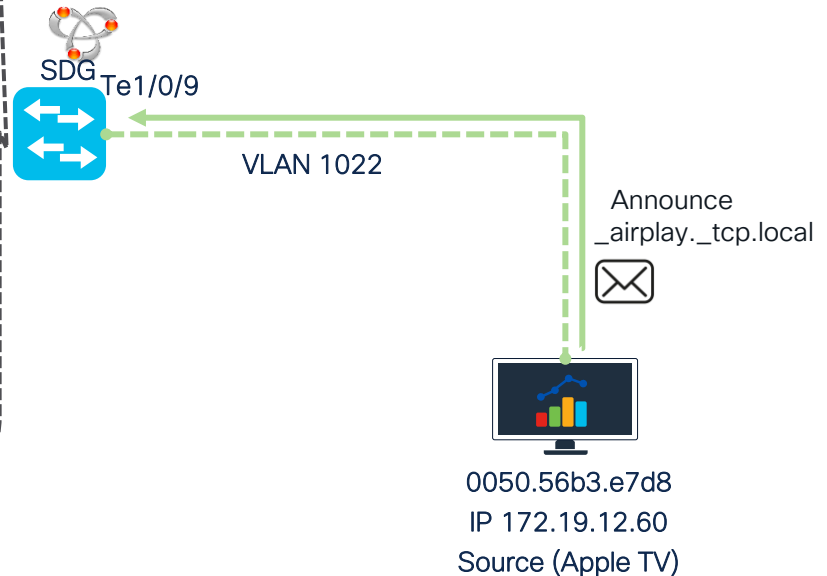 SDG
Te1/0/9
VLAN 1022
Announce
_airplay._tcp.local
0050.56b3.e7d8
IP 172.19.12.60
Source (Apple TV)